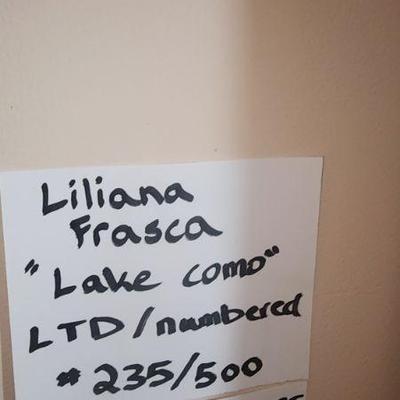 Liliana
Frasca
"Lake como"
LTD/numbered
# 235/500